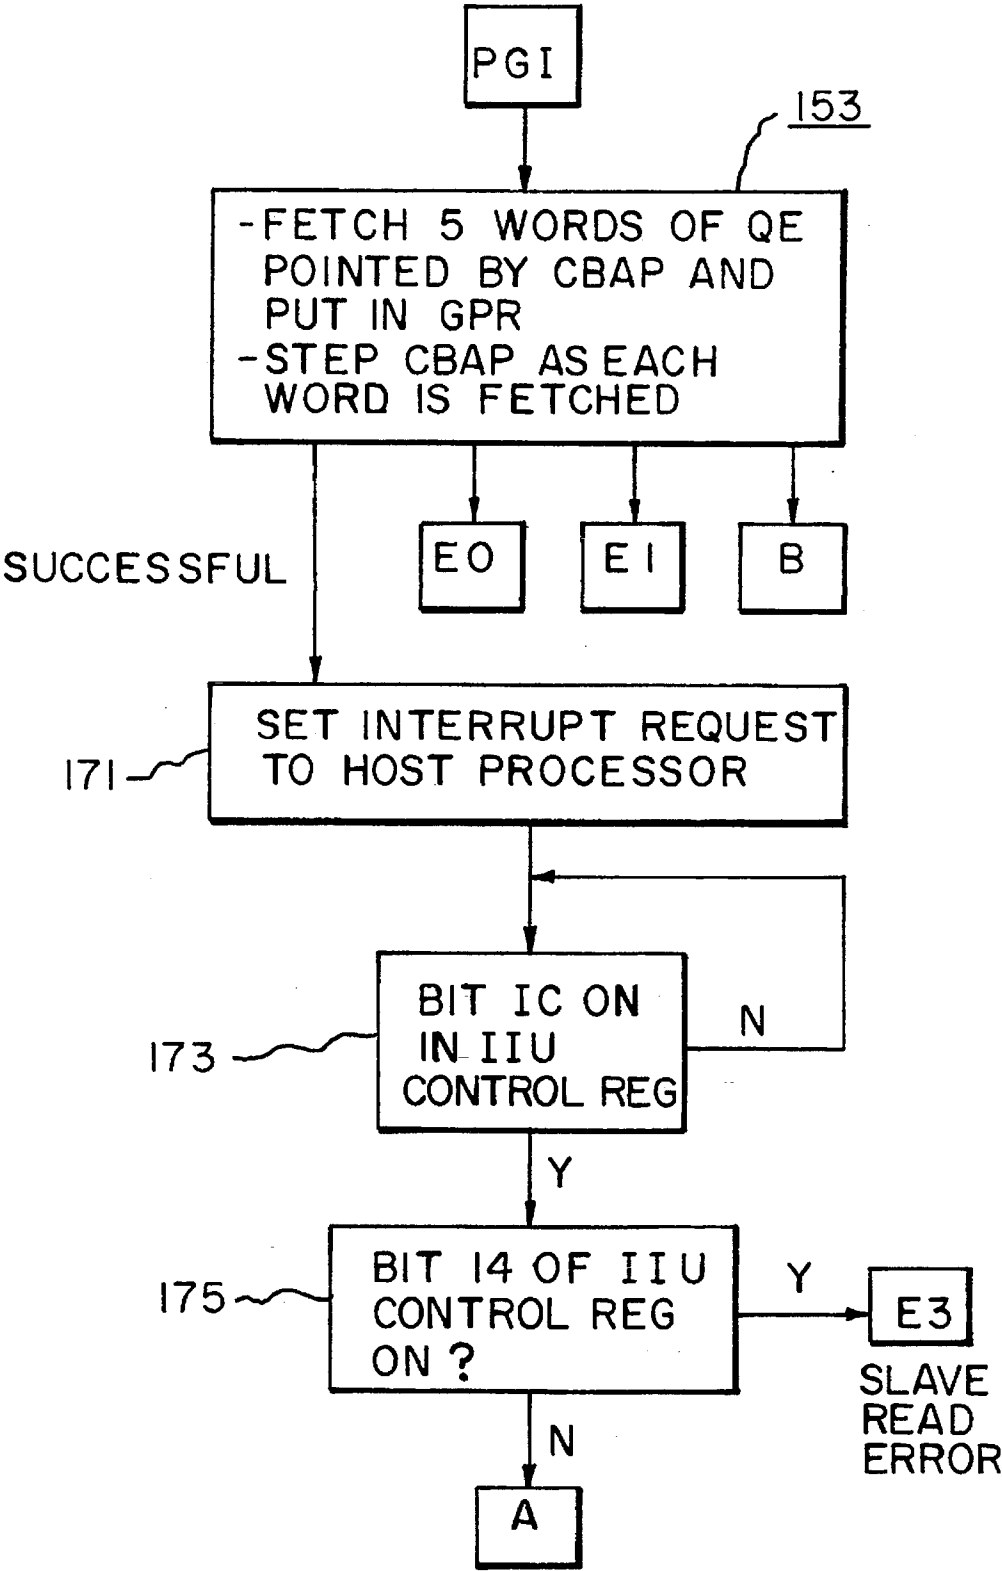 PGI
153
-FETCH 5 WORDS OF QE
POINTED BY CBAP AND
PUT IN GPR
-STEP CBAP AS EACH
WORD IS FETCHED
SUCCESSFUL
E0
E1
B
SET INTERRUPT REQUEST
TO HOST PROCESSOR
171
BIT IC ON
IN IIU
CONTROL REG
N
173
Y
BIT 14 OF IIU
CONTROL REG
ON?
175
Y
E3
SLAVE
READ
ERROR
N
A